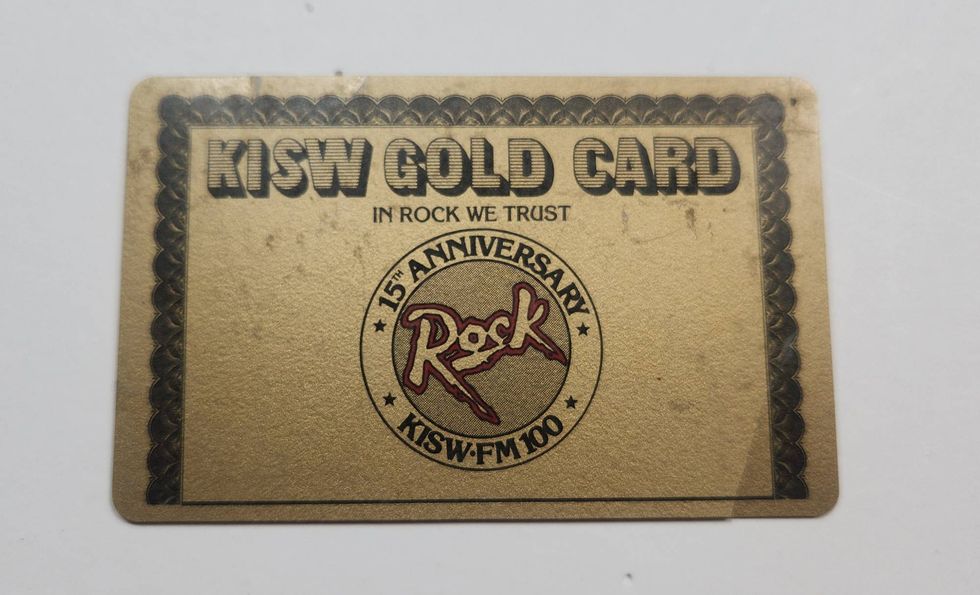 KISW GOLD CARD
IN ROCK WE TRUST
15TH ANNIVERSARY
Rock
KISW·FM 100